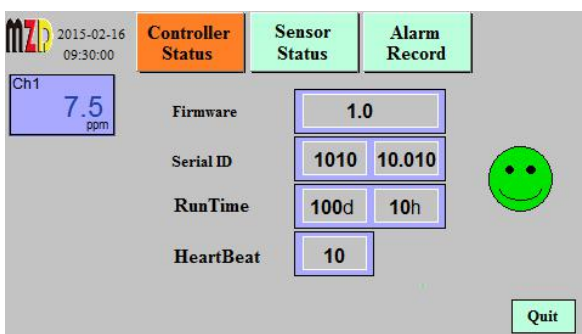 MZD 2015-02-16
09:30:00
Controller
Status
Sensor
Status
Alarm
Record
Ch1
7.5
ppm
Firmware 1.0
Serial ID 1010 10.010
RunTime 100d 10h
HeartBeat 10
Quit